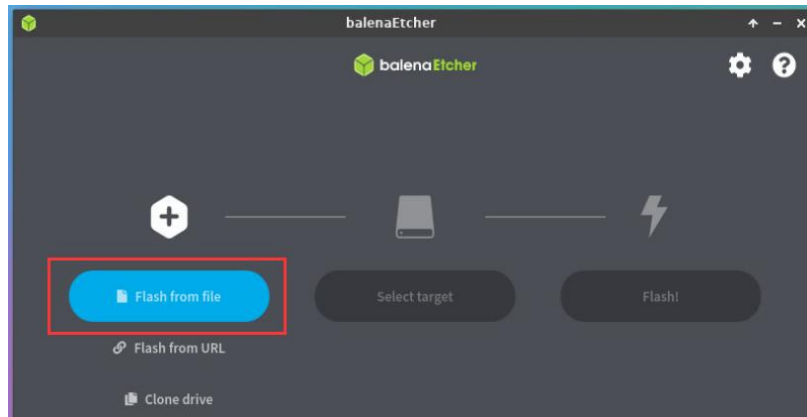 balenaEtcher
balenaEtcher
Flash from file
Select target
Flash!
Flash from URL
Clone drive